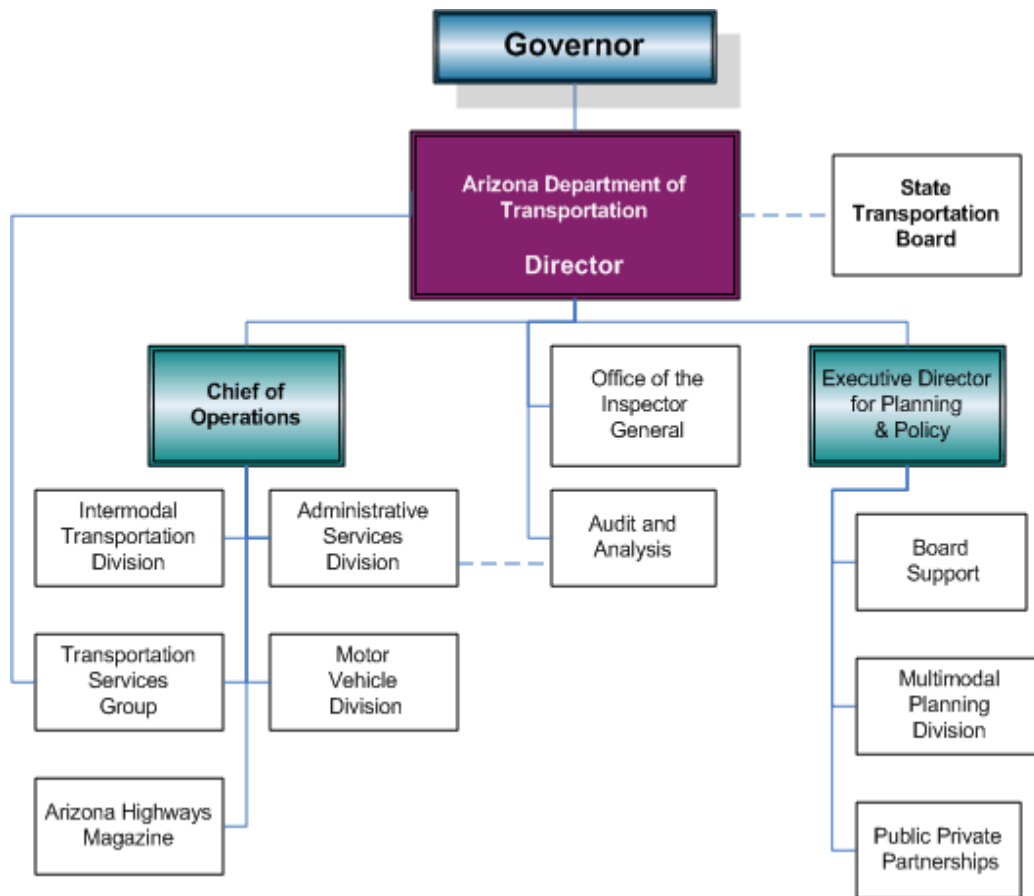 Governor
Arizona Department of
Transportation
Director
State
Transportation
Board
Chief of
Operations
Office of the
Inspector
General
Executive Director
for Planning
& Policy
Intermodal
Transportation
Division
Administrative
Services
Division
Audit and
Analysis
Board
Support
Transportation
Services
Group
Motor
Vehicle
Division
Multimodal
Planning
Division
Arizona Highways
Magazine
Public Private
Partnerships